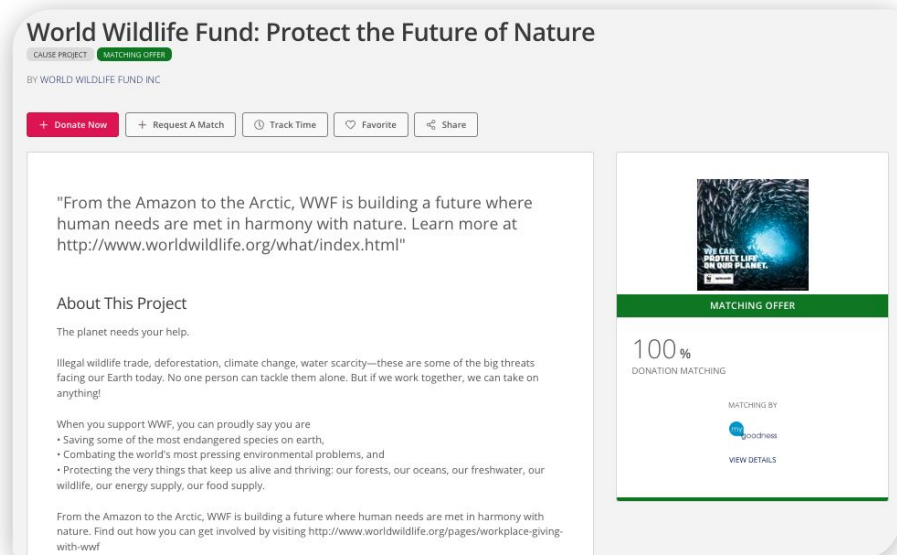 World Wildlife Fund: Protect the Future of Nature
CAUSE PROJECT MATCHING OFFER
BY WORLD WILDLIFE FUND INC
+ Donate Now + Request A Match Track Time Favorite Share
"From the Amazon to the Arctic, WWF is building a future where
human needs are met in harmony with nature. Learn more at
http://www.worldwildlife.org/what/index.html"
About This Project
The planet needs your help.
Illegal wildlife trade, deforestation, climate change, water scarcity—these are some of the big threats
facing our Earth today. No one person can tackle them alone. But if we work together, we can take on
anything!
When you support WWF, you can proudly say you are
• Saving some of the most endangered species on earth,
• Combating the world's most pressing environmental problems, and
• Protecting the very things that keep us alive and thriving: our forests, our oceans, our freshwater, our
wildlife, our energy supply, our food supply.
From the Amazon to the Arctic, WWF is building a future where human needs are met in harmony with
nature. Find out how you can get involved by visiting http://www.worldwildlife.org/pages/workplace-giving-
with-wwf
WE CAN
PROTECT LIFE
ON OUR PLANET.
MATCHING OFFER
100 %
DONATION MATCHING
MATCHING BY
my
goodness
VIEW DETAILS